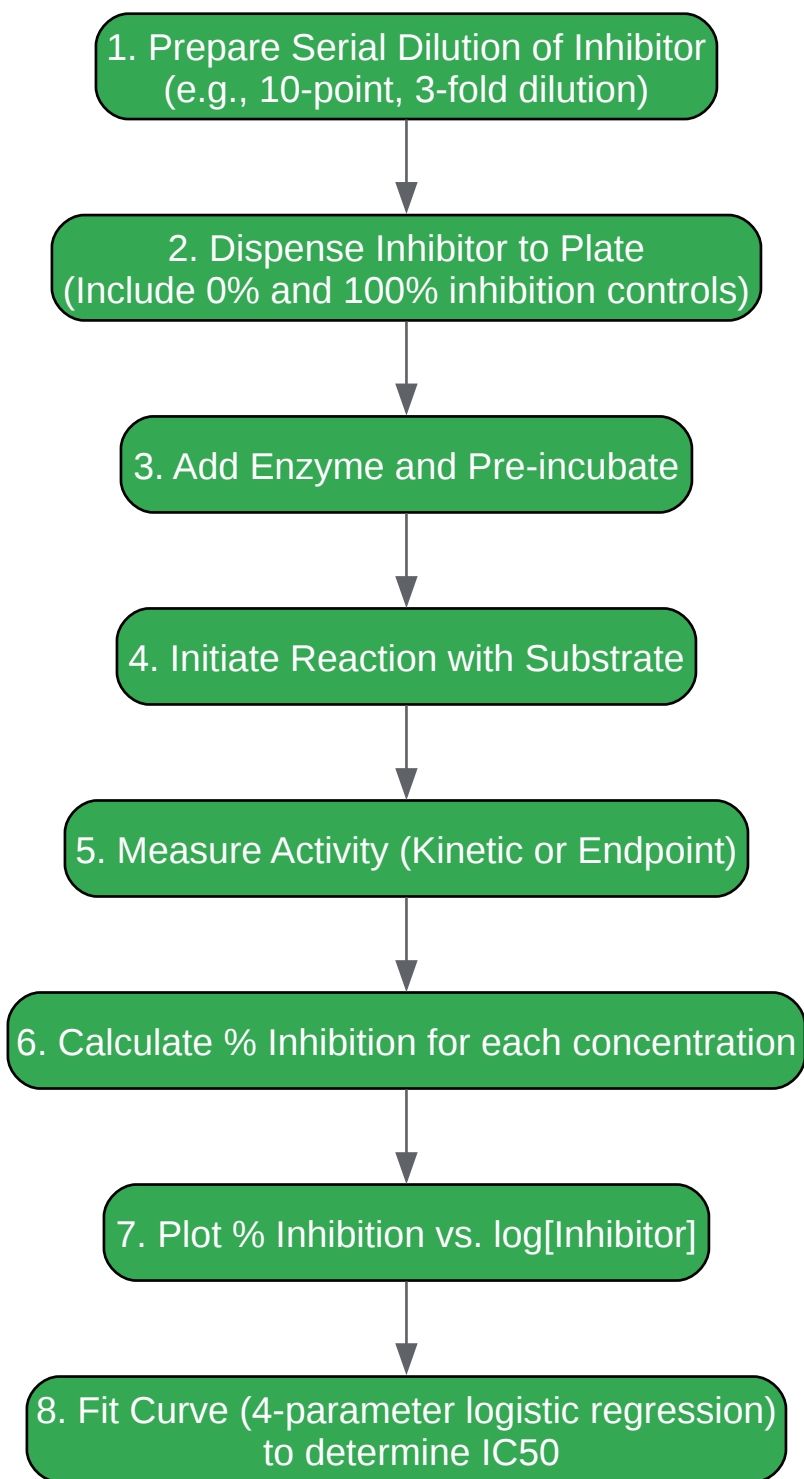 1. Prepare Serial Dilution of Inhibitor
(e.g., 10-point, 3-fold dilution)
2. Dispense Inhibitor to Plate
(Include 0% and 100% inhibition controls)
3. Add Enzyme and Pre-incubate
4. Initiate Reaction with Substrate
5. Measure Activity (Kinetic or Endpoint)
6. Calculate % Inhibition for each concentration
7. Plot % Inhibition vs. log[Inhibitor]
8. Fit Curve (4-parameter logistic regression)
to determine IC50